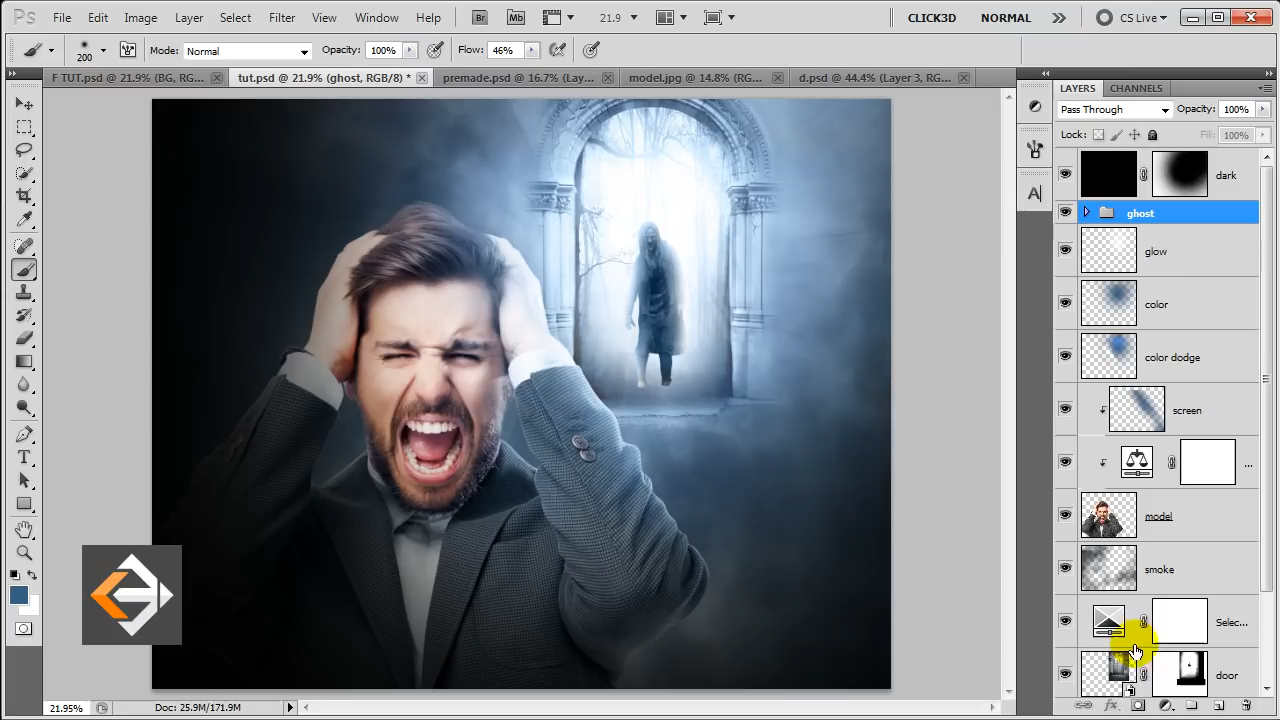 Ps File Edit Image Layer Select Filter View Window Help Br Mb 21.9 CLICK3D NORMAL CS Live
200 Mode: Normal Opacity: 100% Flow: 46%
F TUT.psd @ 21.9% (BG, RG... tut.psd @ 21.9% (ghost, RGB/8) * premade.psd @ 16.7% (Lay... model.jpg @ 14.8% (RG... d.psd @ 44.4% (Layer 3, RG...
LAYERS CHANNELS
Pass Through Opacity: 100%
Lock: Fill: 100%
dark
ghost
glow
color
color dodge
screen
...
model
smoke
Selec...
door
fx
T
A
21.95% Doc: 25.9M/171.9M